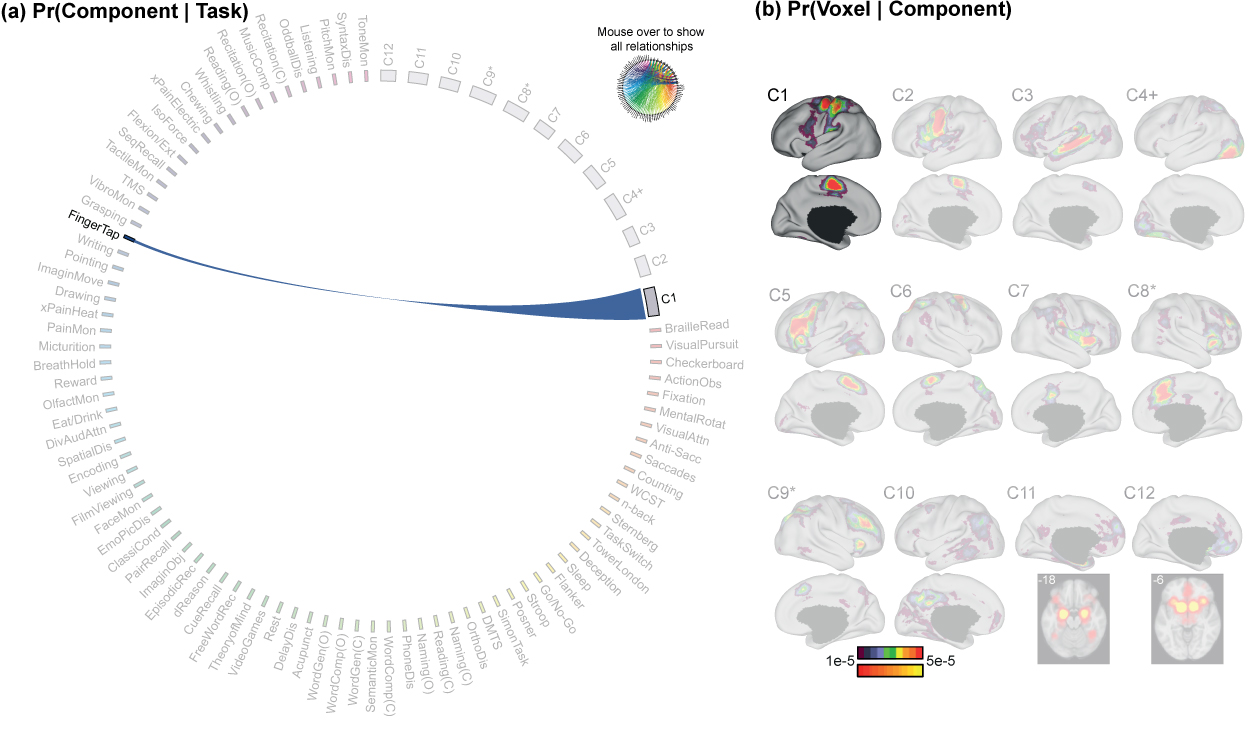 (a) Pr(Component | Task)
Mouse over to show
all relationships
ToneMon
SyntaxDis
PitchMon
Listening
OddballDis
Recitation(C)
MusicComp
Recitation(O)
Reading(O)
Whistling
Chewing
xPainElectric
IsoForce
Flexion/Ext
SeqRecall
TactileMon
TMS
VibroMon
Grasping
FingerTap
Writing
Pointing
ImaginMove
Drawing
xPainHeat
PainMon
Micturition
BreathHold
Reward
OlfactMon
Eat/Drink
DivAudAttn
SpatialDis
Encoding
Viewing
FilmViewing
FaceMon
EmoPicDis
ClassiCond
PairRecall
ImaginObj
EpisodicRec
dReason
CueRecall
FreeWordRec
TheoryofMind
VideoGames
Rest
DelayDis
Acupunct
WordGen(O)
WordComp(O)
WordGen(C)
SemanticMon
WordComp(C)
PhoneDis
Naming(O)
Reading(C)
Naming(C)
OrthoDis
DMTS
SimonTask
Posner
Stroop
Go/No-Go
Flanker
Sleep
Deception
TowerLondon
TaskSwitch
Sternberg
n-back
WCST
Counting
Saccades
Anti-Sacc
VisualAttn
MentalRotat
Fixation
ActionObs
Checkerboard
VisualPursuit
BrailleRead
C1
C2
C3
C4+
C5
C6
C7
C8*
C9*
C10
C11
C12
(b) Pr(Voxel | Component)
C1
C2
C3
C4+
C5
C6
C7
C8*
C9*
C10
C11
C12
-18
-6
1e-5
5e-5